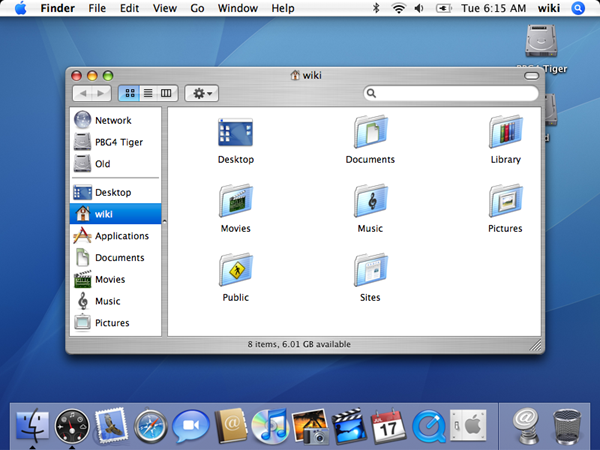 Finder File Edit View Go Window Help Tue 6:15 AM wiki
PBG4 Tiger
wiki
Network
PBG4 Tiger
Old
Desktop
wiki
Applications
Documents
Movies
Music
Pictures
Desktop Documents Library
Movies Music Pictures
Public Sites
8 items, 6.01 GB available
JUL
17